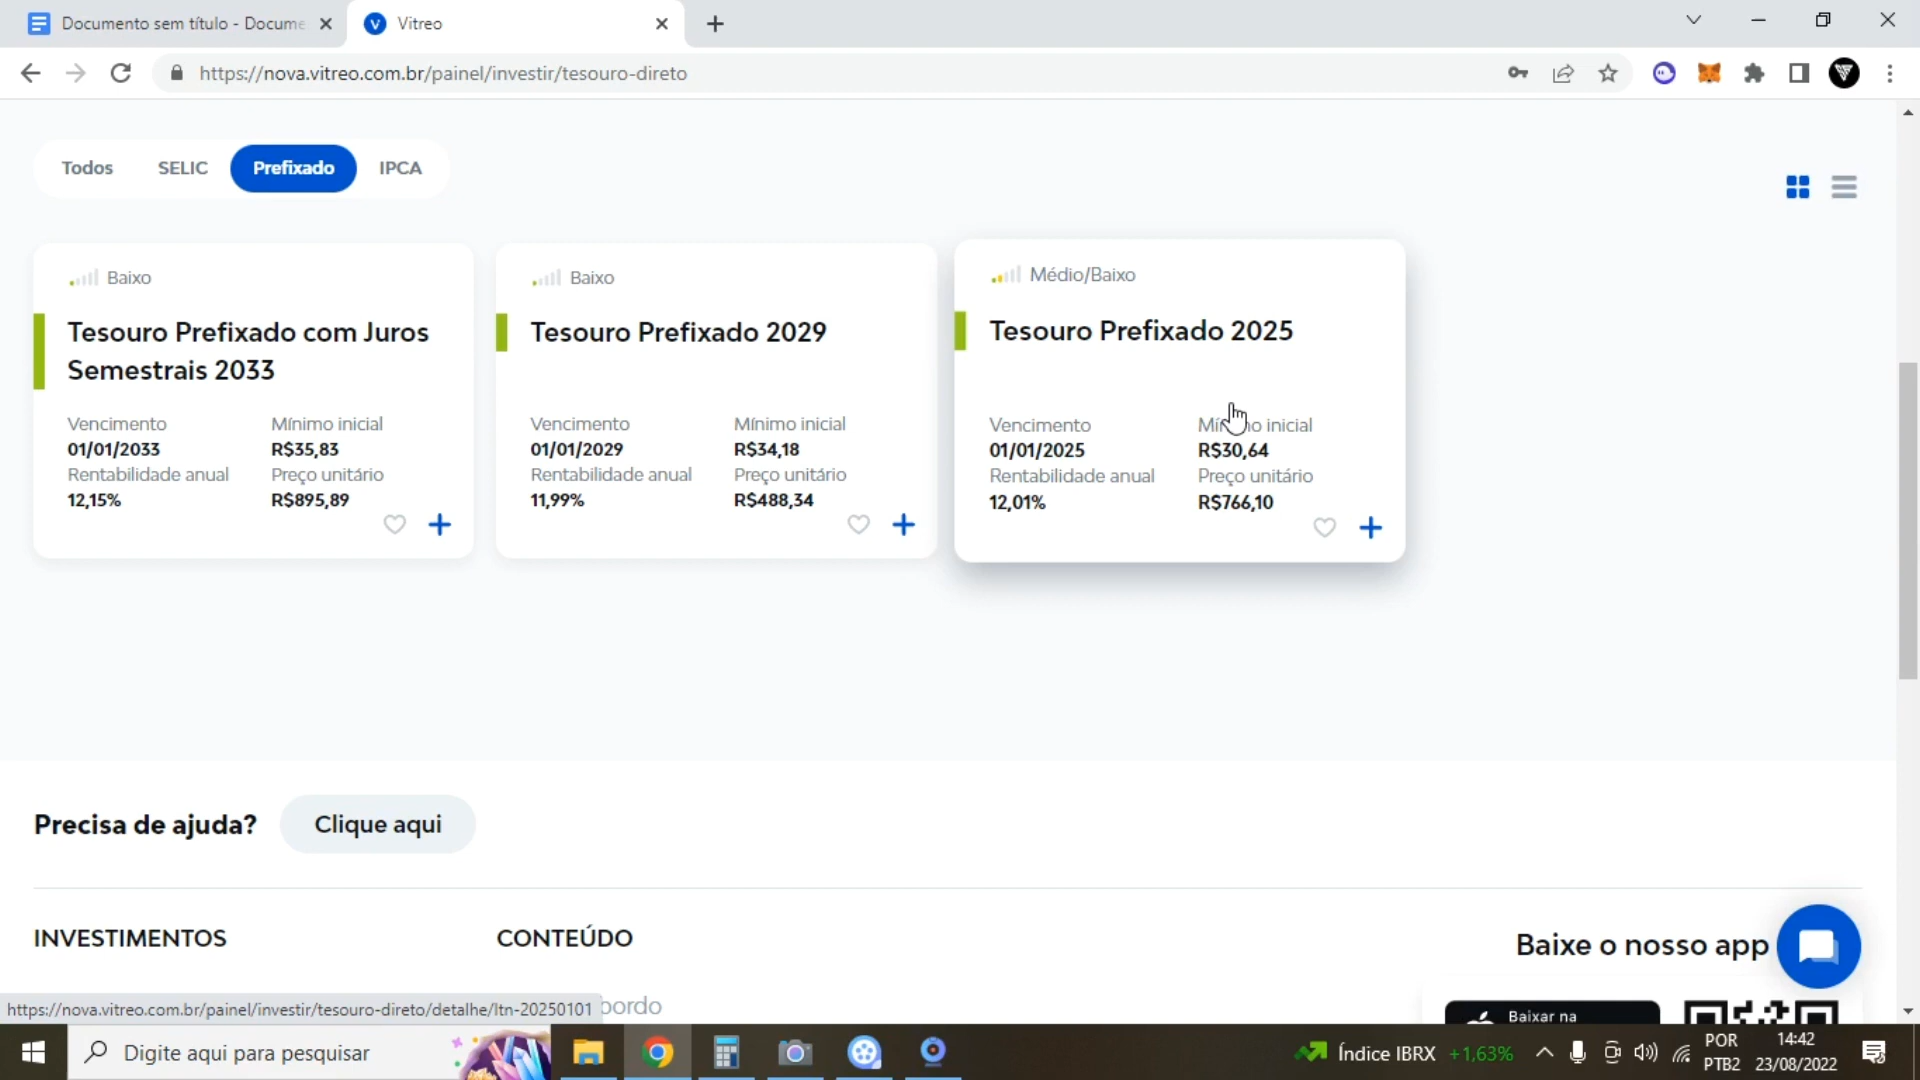 Documento sem título - Docume
Vitreo
https://nova.vitreo.com.br/painel/investir/tesouro-direto
Todos SELIC Prefixado IPCA
Baixo
Tesouro Prefixado com Juros
Semestrais 2033
Vencimento Mínimo inicial
01/01/2033 R$35,83
Rentabilidade anual Preço unitário
12,15% R$895,89
Baixo
Tesouro Prefixado 2029
Vencimento Mínimo inicial
01/01/2029 R$34,18
Rentabilidade anual Preço unitário
11,99% R$488,34
Médio/Baixo
Tesouro Prefixado 2025
Vencimento Mínimo inicial
01/01/2025 R$30,64
Rentabilidade anual Preço unitário
12,01% R$766,10
Precisa de ajuda? Clique aqui
INVESTIMENTOS CONTEÚDO
Baixe o nosso app
https://nova.vitreo.com.br/painel/investir/tesouro-direto/detalhe/ltn-20250101
bordo
Baixar na
Digite aqui para pesquisar
Índice IBRX +1,63%
POR
PTB2
14:42
23/08/2022